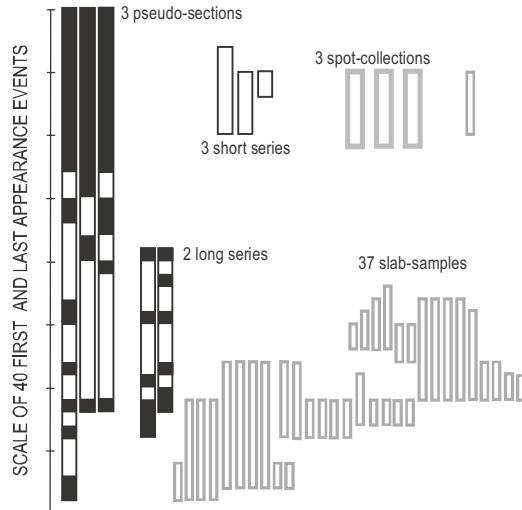 3 pseudo-sections
3 spot-collections
3 short series
2 long series
37 slab-samples
SCALE OF 40 FIRST AND LAST APPEARANCE EVENTS